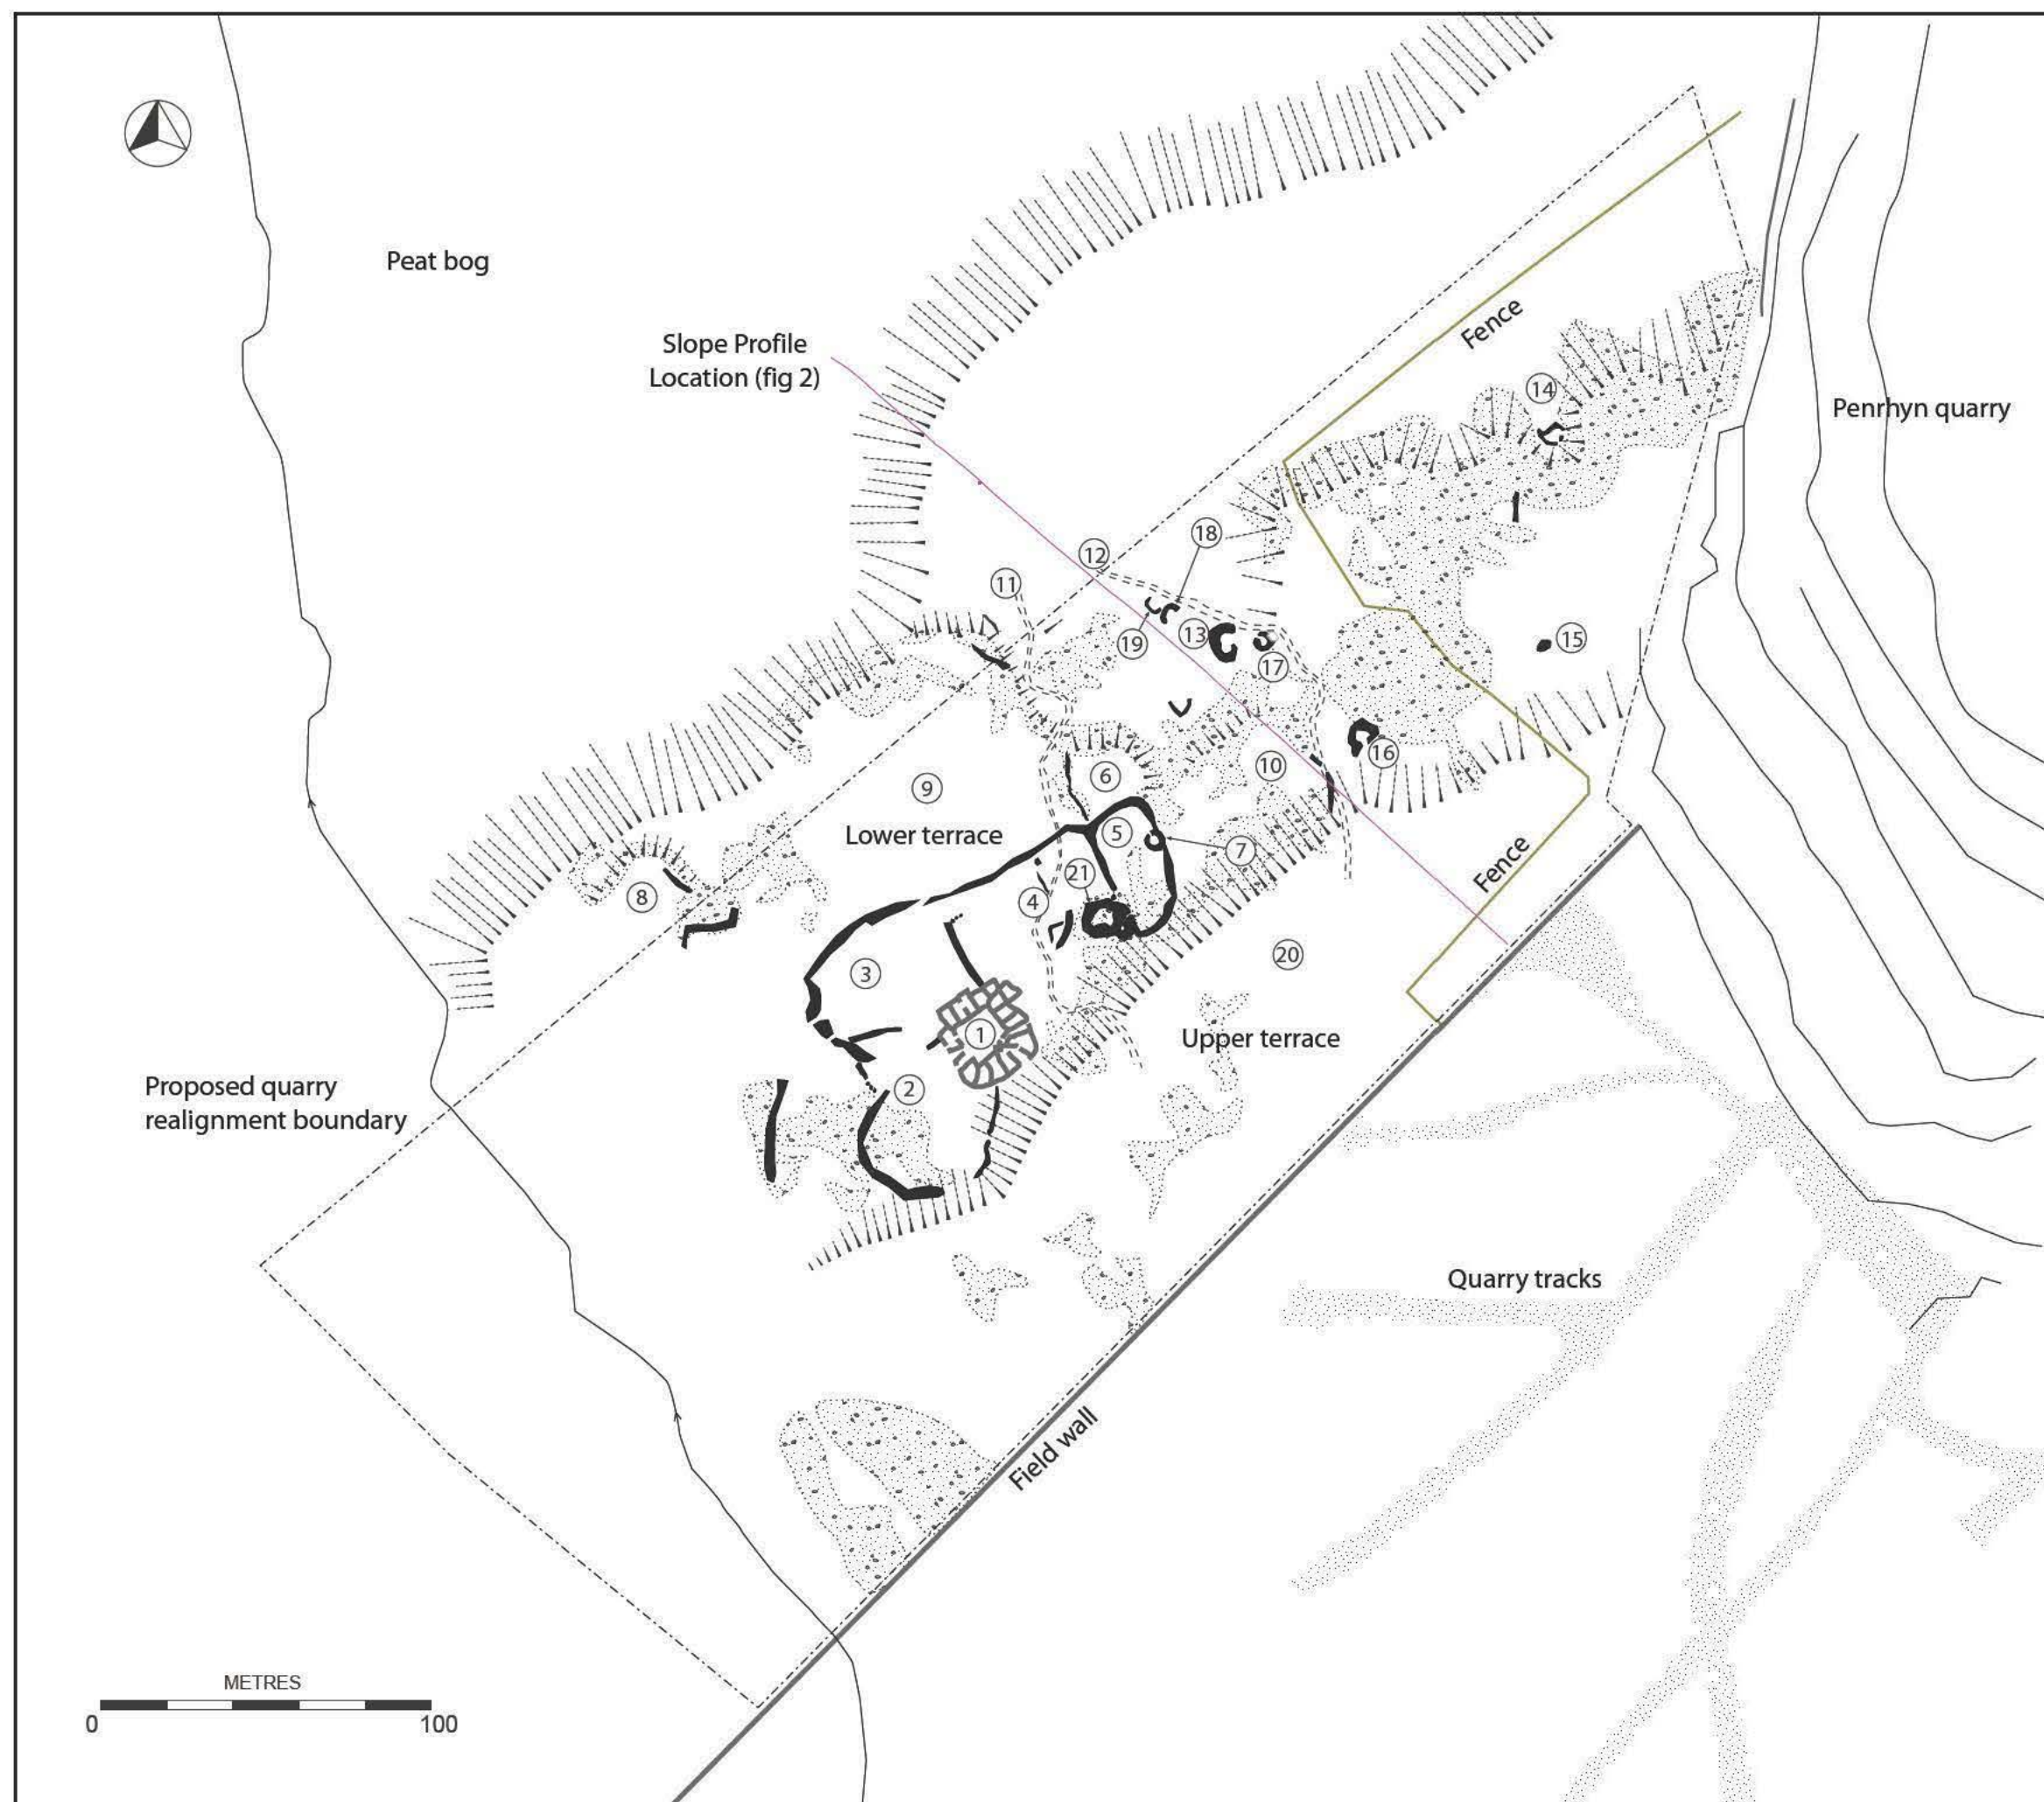 Peat bog
Slope Profile
Location (fig 2)
Fence
14
Penrhyn quarry
18
12
11
19
13
17
15
16
6
10
9
Lower terrace
5
7
21
8
4
3
20
1
Upper terrace
Fence
2
Proposed quarry
realignment boundary
Quarry tracks
Field wall
METRES
0
100